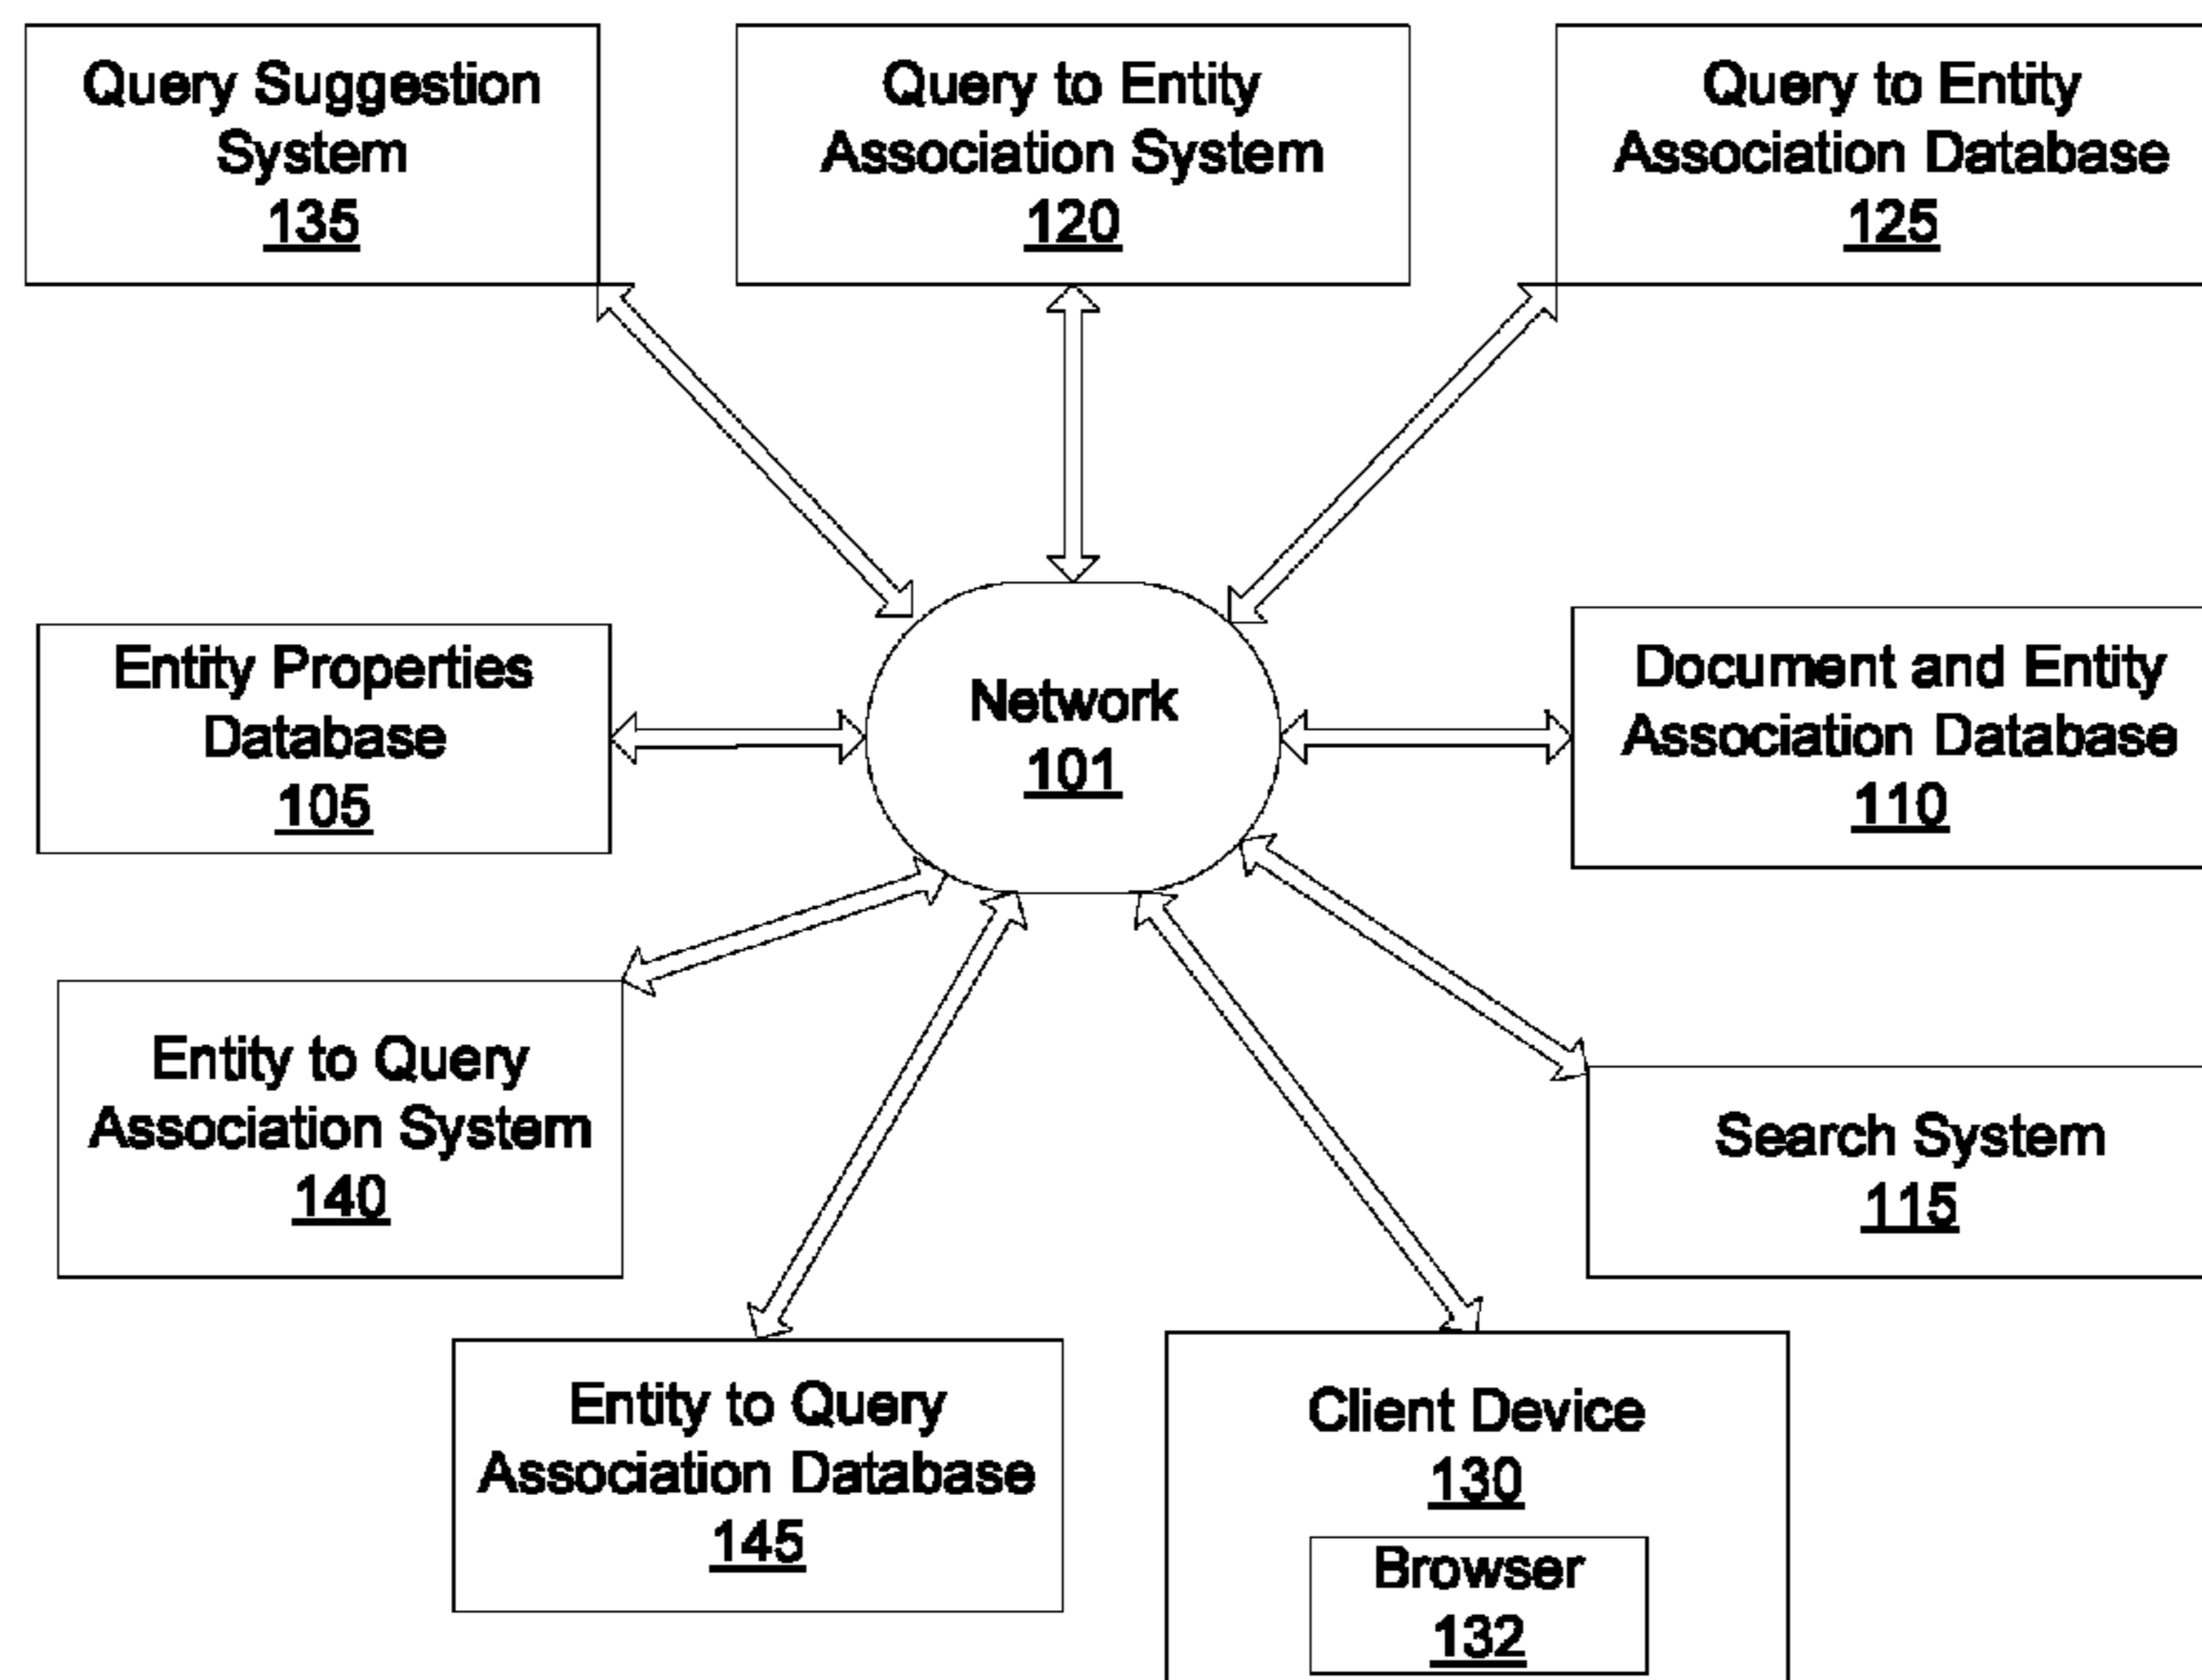 Query Suggestion
System
135
Query to Entity
Association System
120
Query to Entity
Association Database
125
Entity Properties
Database
105
Network
101
Document and Entity
Association Database
110
Entity to Query
Association System
140
Search System
115
Entity to Query
Association Database
145
Client Device
130
Browser
132